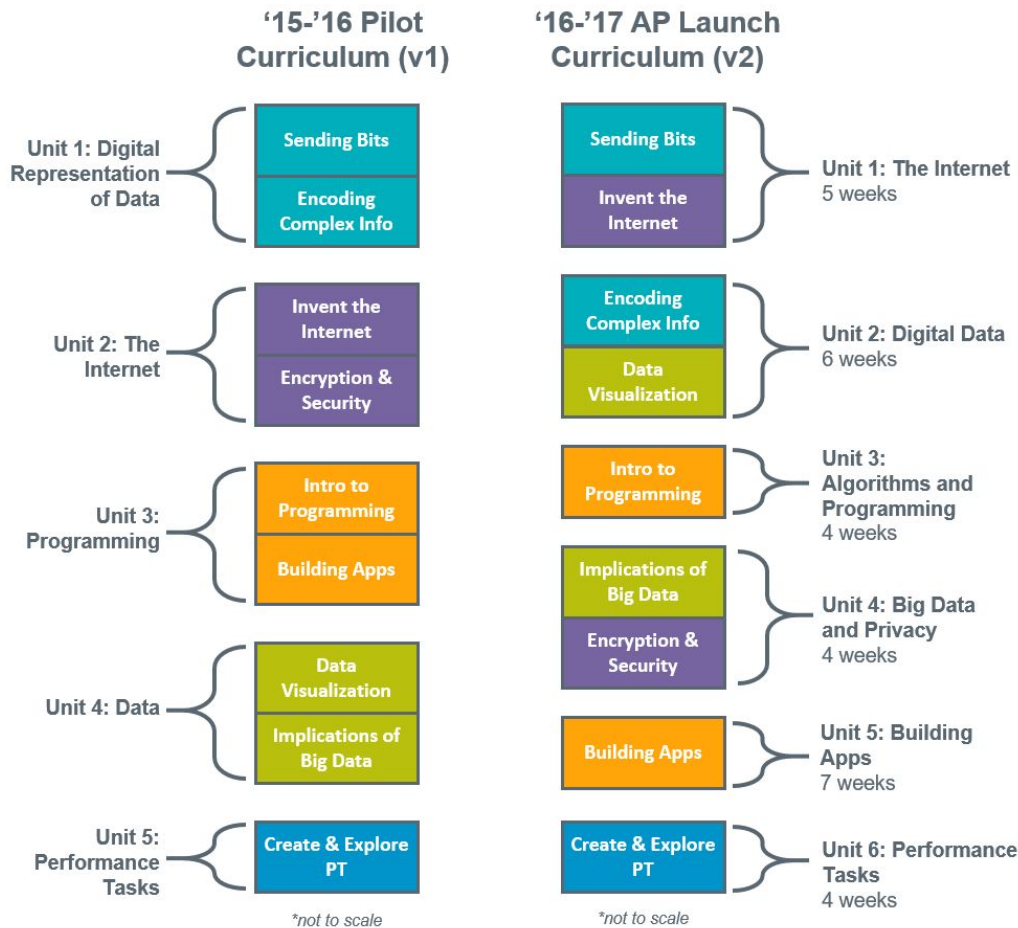 ‘15-’16 Pilot
Curriculum (v1)
Unit 1: Digital
Representation
of Data
Sending Bits
Encoding
Complex Info
Unit 2: The
Internet
Invent the
Internet
Encryption &
Security
Unit 3:
Programming
Intro to
Programming
Building Apps
Unit 4: Data
Data
Visualization
Implications of
Big Data
Unit 5:
Performance
Tasks
Create & Explore
PT
*not to scale
‘16-’17 AP Launch
Curriculum (v2)
Sending Bits
Invent the
Internet
Unit 1: The Internet
5 weeks
Encoding
Complex Info
Data
Visualization
Unit 2: Digital Data
6 weeks
Intro to
Programming
Unit 3:
Algorithms and
Programming
4 weeks
Implications of
Big Data
Encryption &
Security
Unit 4: Big Data
and Privacy
4 weeks
Building Apps
Unit 5: Building
Apps
7 weeks
Create & Explore
PT
Unit 6: Performance
Tasks
4 weeks
*not to scale